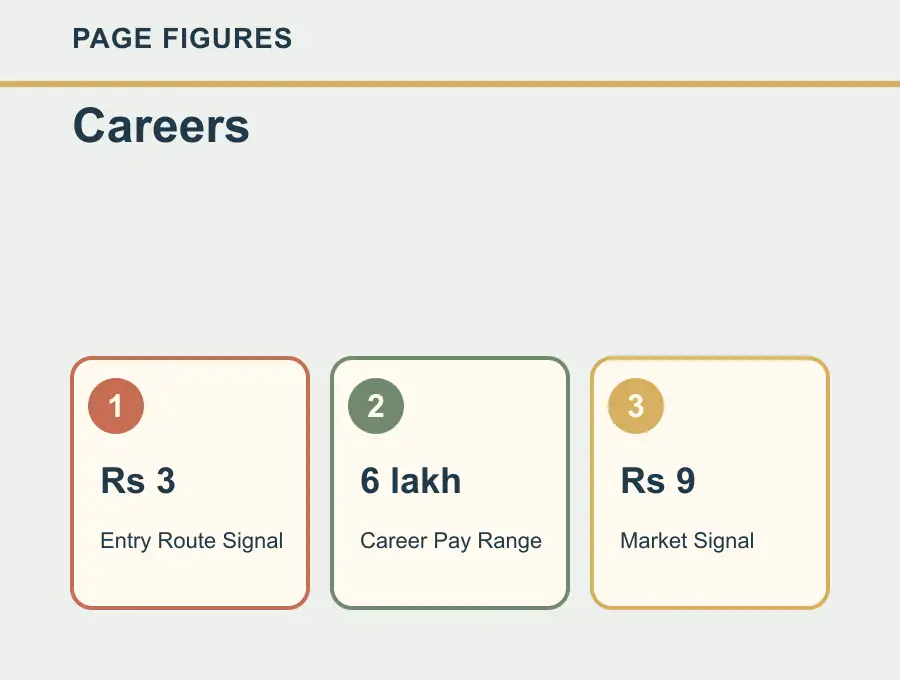 PAGE FIGURES
Careers
1
2
3
Rs 3
6 lakh
Rs 9
Entry Route Signal
Career Pay Range
Market Signal